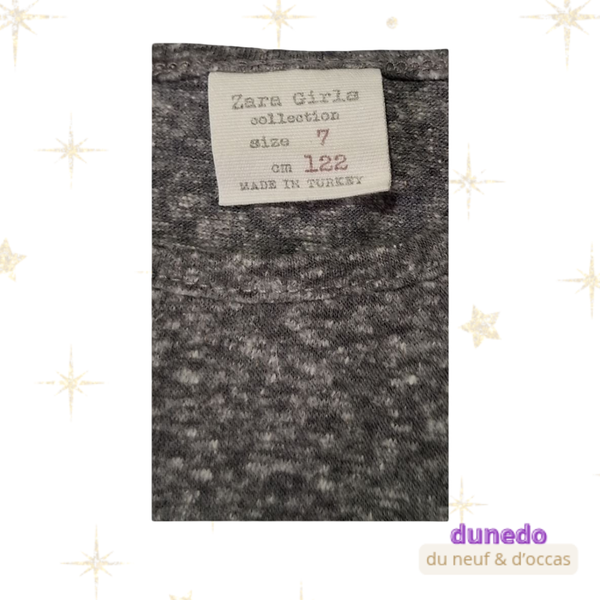 Zara Girls
collection
size 7
cm 122
MADE IN TURKEY
dunedo
du neuf & d'occas